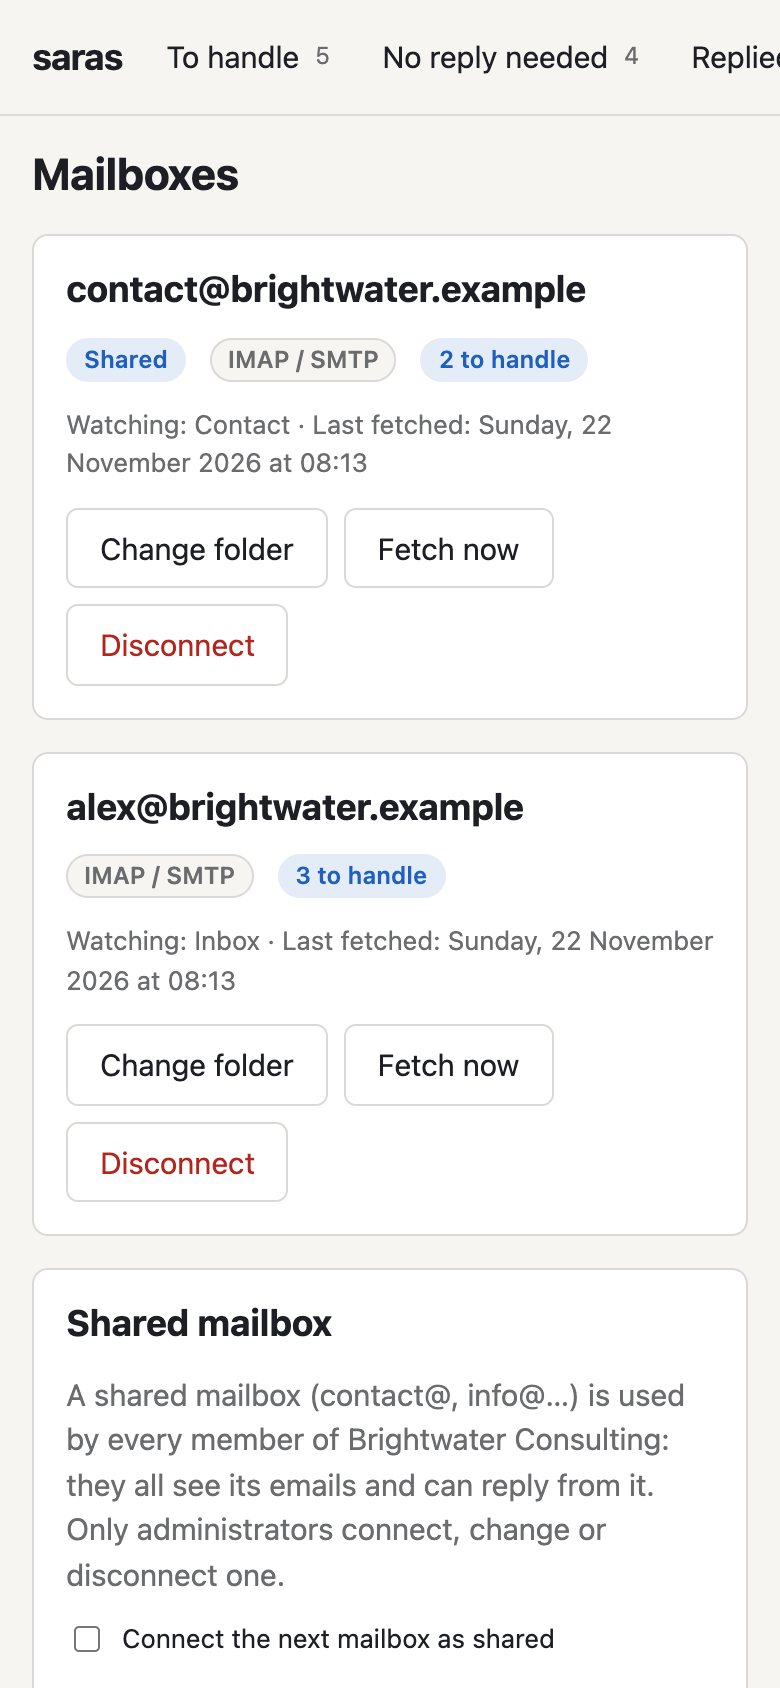 saras To handle 5 No reply needed 4 Replied
Mailboxes
contact@brightwater.example
Shared IMAP / SMTP 2 to handle
Watching: Contact · Last fetched: Sunday, 22
November 2026 at 08:13
Change folder Fetch now
Disconnect
alex@brightwater.example
IMAP / SMTP 3 to handle
Watching: Inbox · Last fetched: Sunday, 22 November
2026 at 08:13
Change folder Fetch now
Disconnect
Shared mailbox
A shared mailbox (contact@, info@...) is used
by every member of Brightwater Consulting:
they all see its emails and can reply from it.
Only administrators connect, change or
disconnect one.
Connect the next mailbox as shared